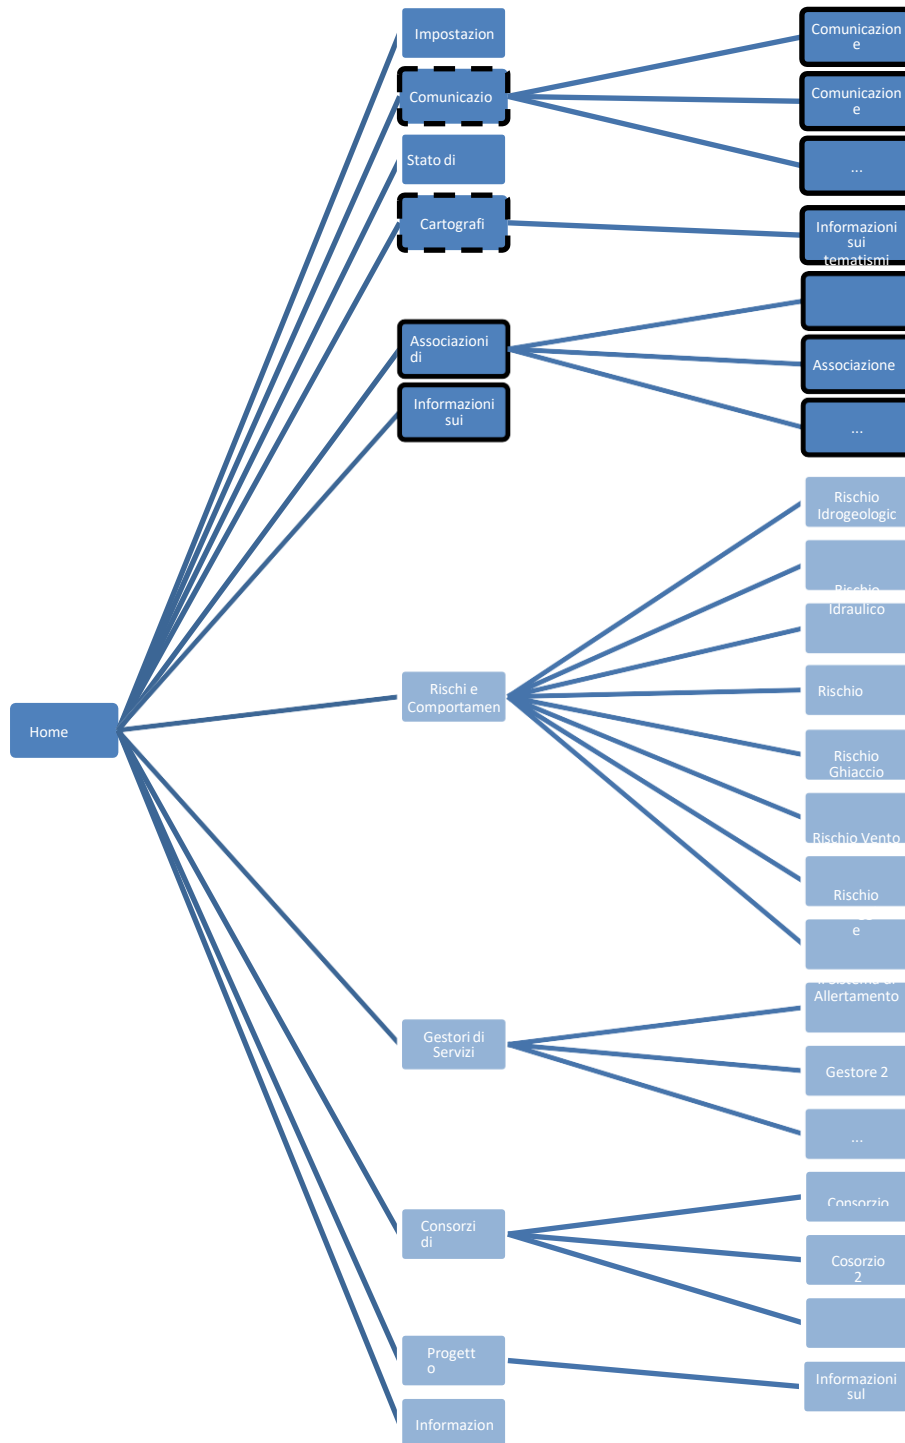 Home
Impostazion
Comunicazio
Stato di
Cartografi
Associazioni
di
Informazioni
sui
Rischi e
Comportamen
Gestori di
Servizi
Consorzi
di
Progett
o
Informazion
Comunicazion
e
Comunicazion
e
...
Informazioni
sui
tematismi
Associazione
...
Rischio
Idrogeologic
Rischio
Idraulico
Rischio
Rischio
Ghiaccio
Rischio Vento
Rischio
e
Allertamento
Gestore 2
...
Consorzio
Cosorzio
2
Informazioni
sul